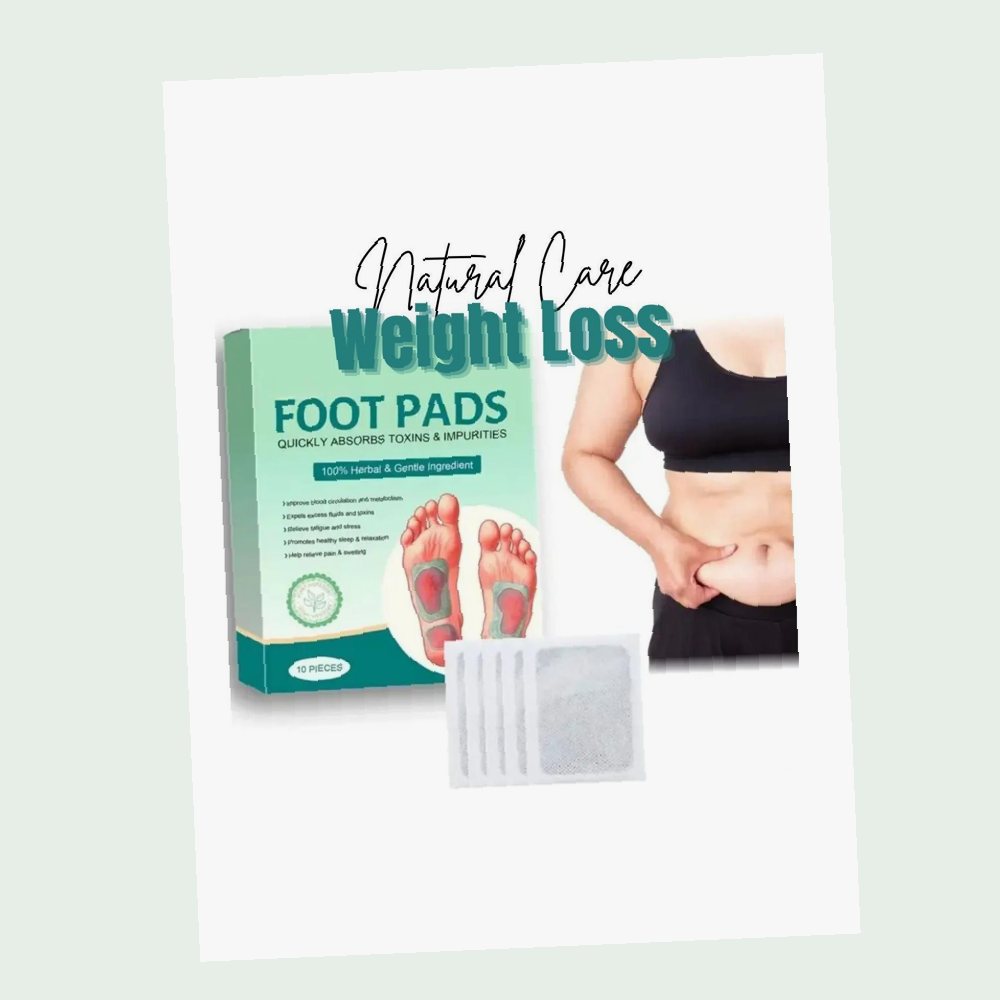 Natural Care
Weight Loss
FOOT PADS
QUICKLY ABSORBS TOXINS & IMPURITIES
100% Herbal & Gentle Ingredient
Improve blood circulation and metabolism
Expels excess fluids and toxins
Relieve fatigue and stress
Promotes healthy sleep & relaxation
Help relieve pain & swelling
10 PIECES